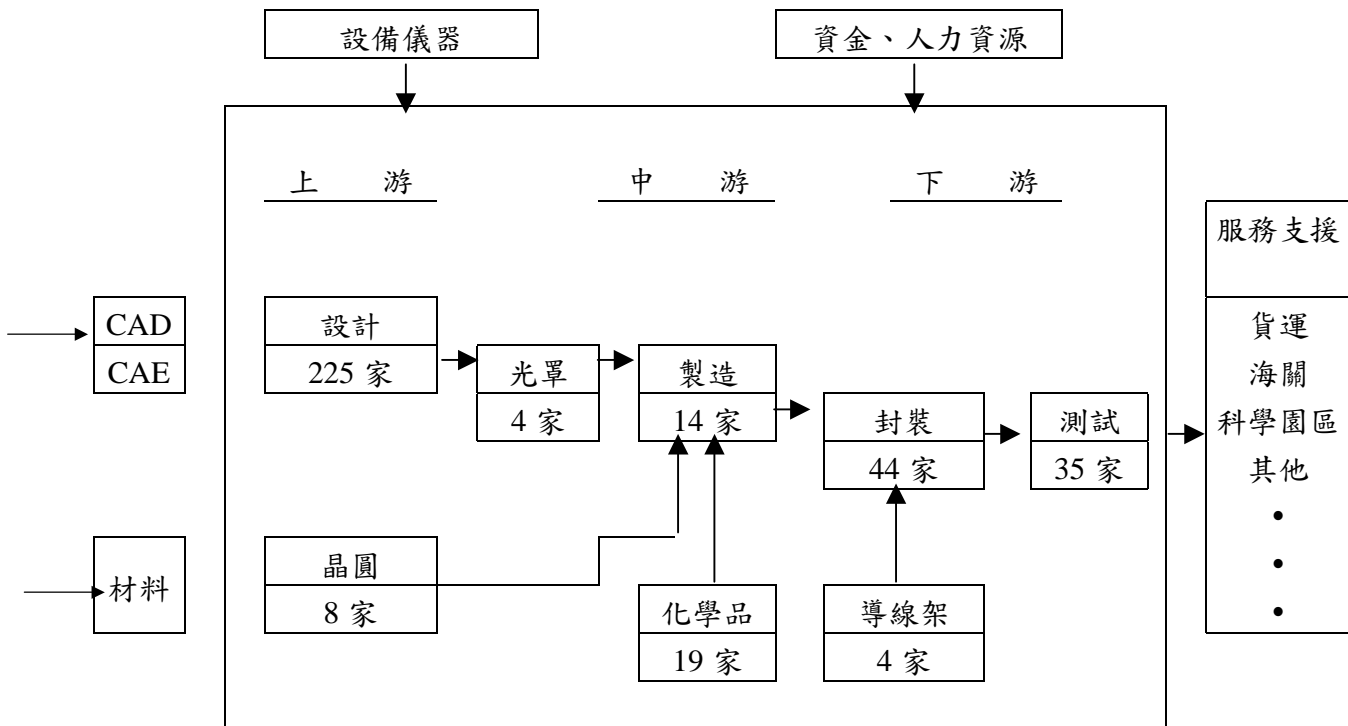 設備儀器
資金、人力資源
上 游
中 游
下 游
服務支援
CAD
CAE
設計
225 家
光罩
4 家
製造
14 家
封裝
44 家
測試
35 家
貨運
海關
科學園區
其他
•
•
•
材料
晶圓
8 家
化學品
19 家
導線架
4 家